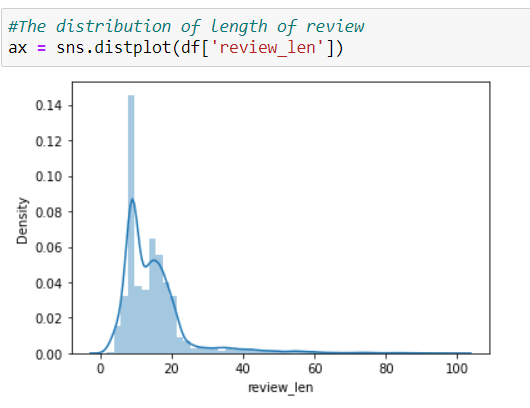 #The distribution of length of review
ax = sns.distplot(df['review_len'])
0.14
0.12
0.10
0.08
0.06
0.04
0.02
0.00
Density
0 20 40 60 80 100
review_len